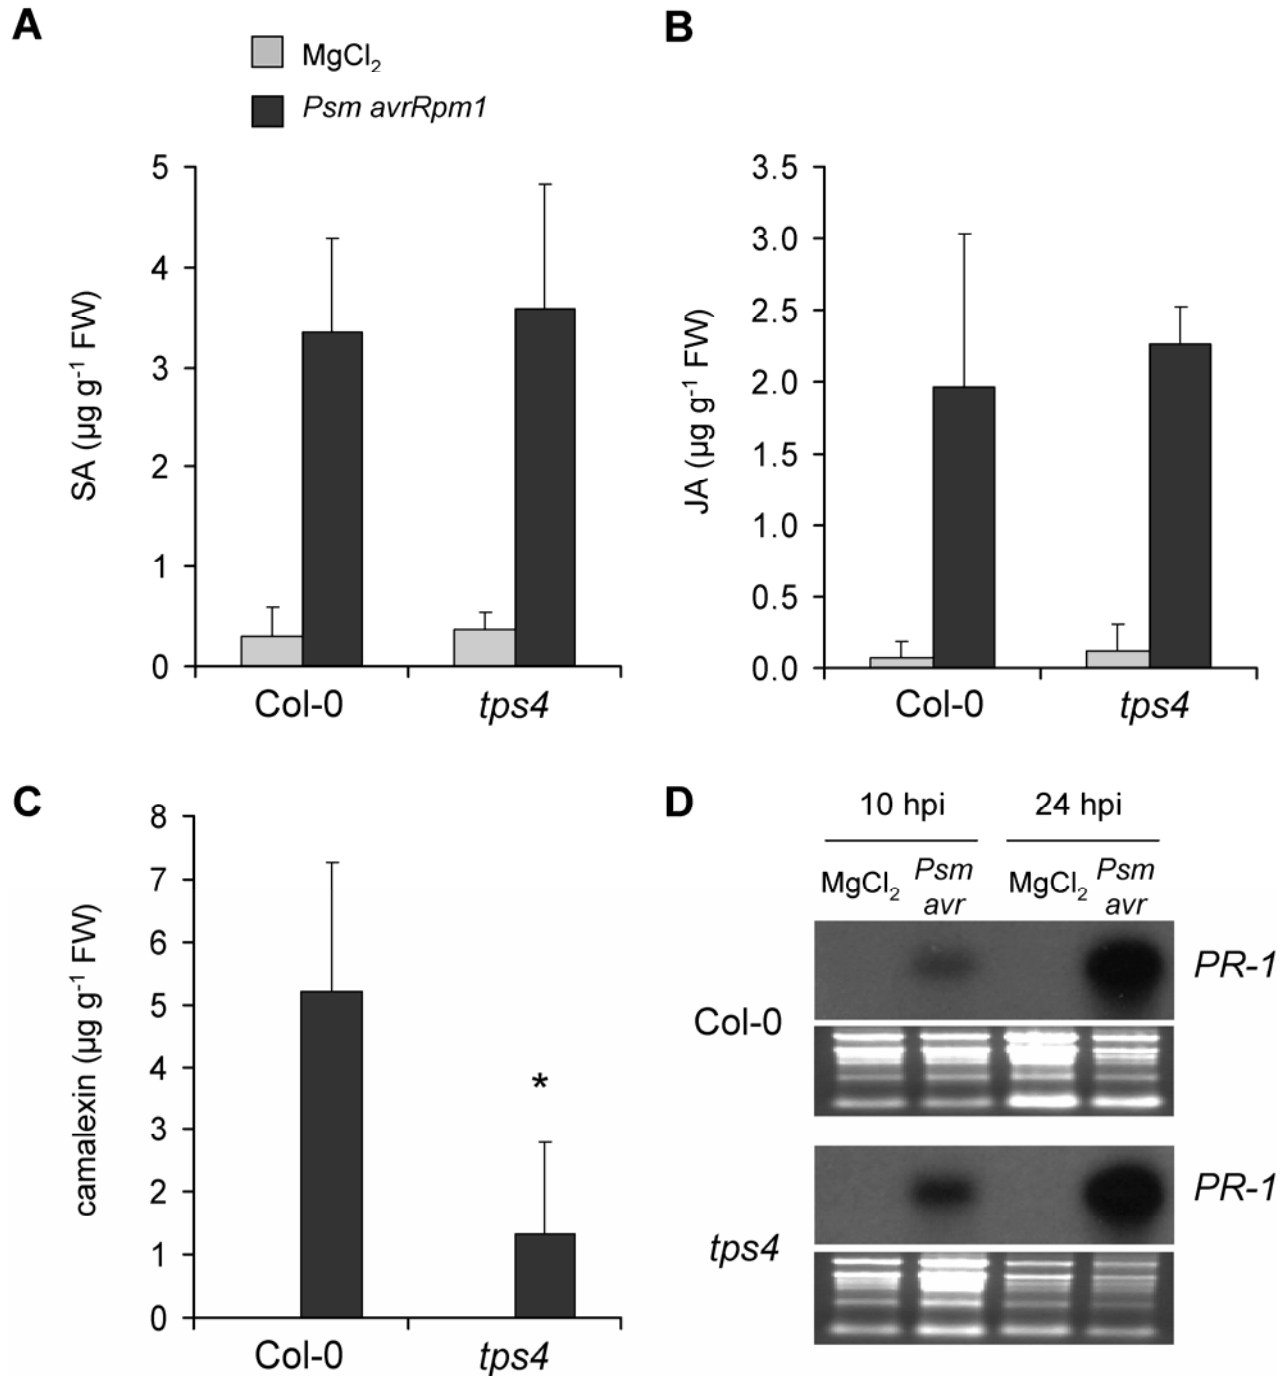 A
MgCl₂
Psm avrRpm1
5
4
3
2
1
0
SA (µg g⁻¹ FW)
Col-0 tps4
B
3.5
3.0
2.5
2.0
1.5
1.0
0.5
0.0
JA (µg g⁻¹ FW)
Col-0 tps4
C
8
7
6
5
4
3
2
1
0
camalexin (µg g⁻¹ FW)
*
Col-0 tps4
D
10 hpi 24 hpi
MgCl₂ Psm avr MgCl₂ Psm avr
Col-0 PR-1
tps4 PR-1